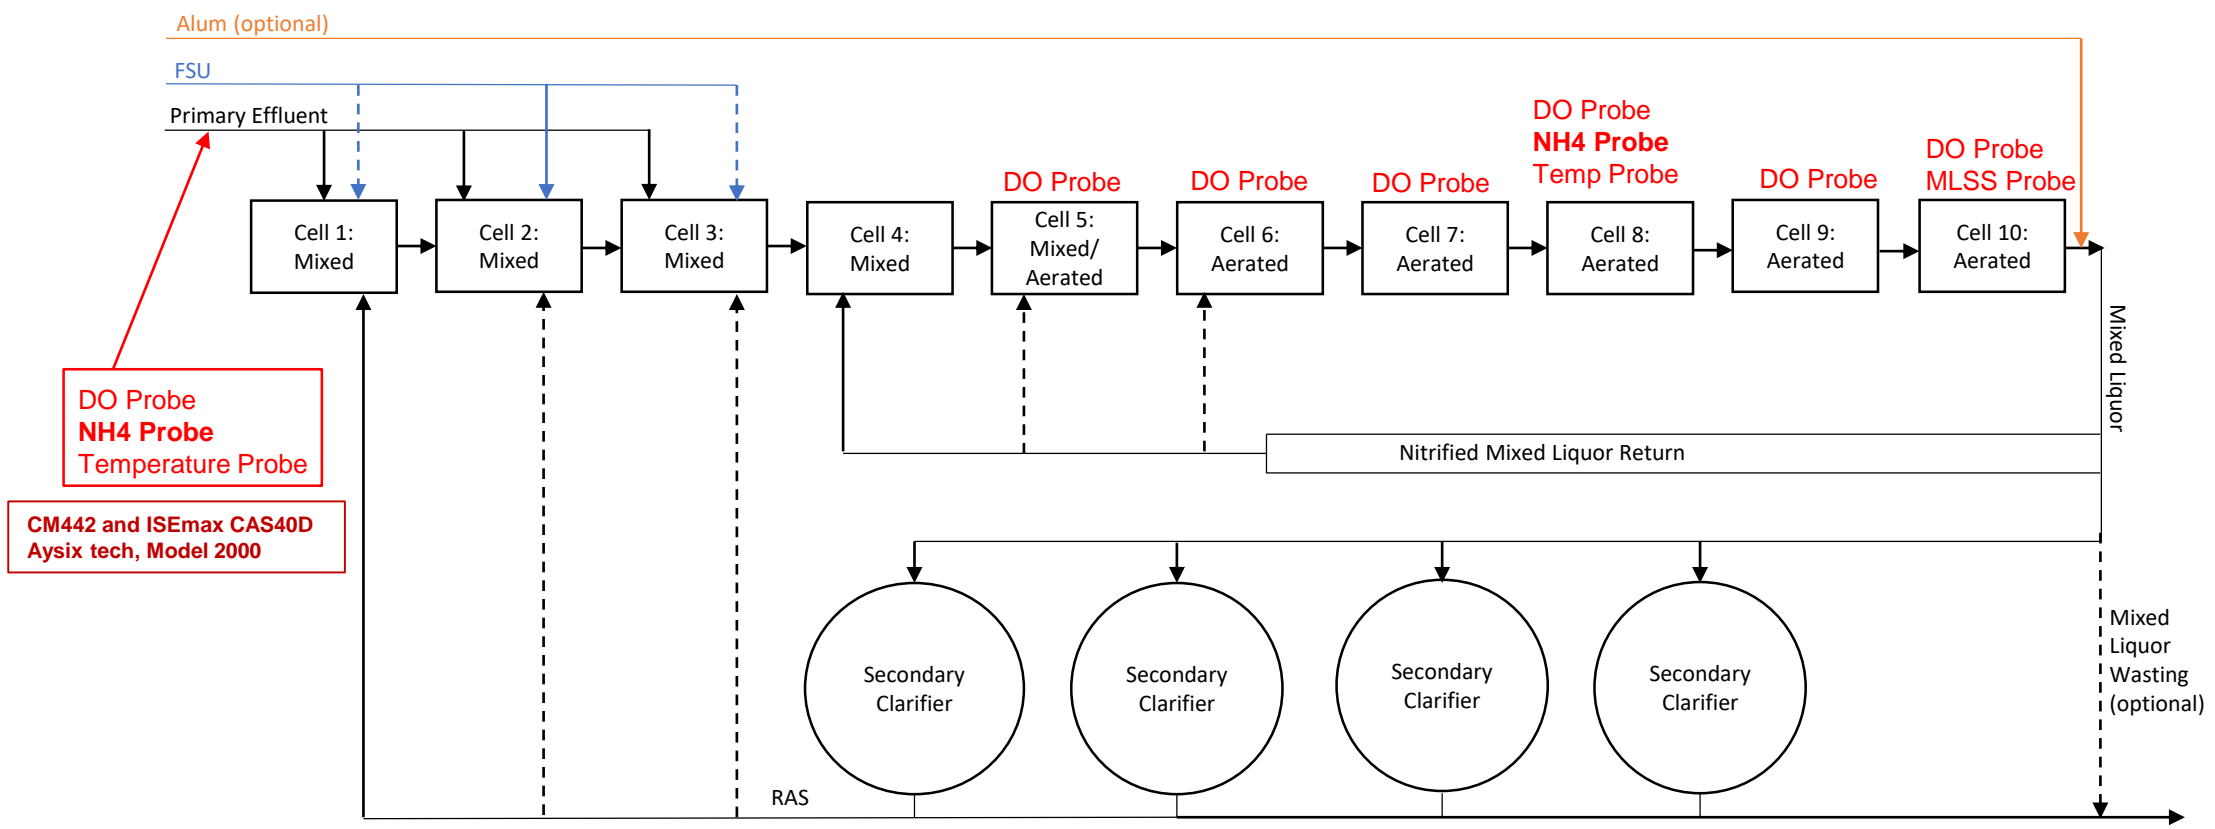 Alum (optional)
FSU
Primary Effluent
DO Probe
NH4 Probe
Temp Probe
DO Probe
MLSS Probe
DO Probe
DO Probe
DO Probe
DO Probe
Cell 1:
Mixed
Cell 2:
Mixed
Cell 3:
Mixed
Cell 4:
Mixed
Cell 5:
Mixed/
Aerated
Cell 6:
Aerated
Cell 7:
Aerated
Cell 8:
Aerated
Cell 9:
Aerated
Cell 10:
Aerated
Mixed Liquor
DO Probe
NH4 Probe
Temperature Probe
Nitrified Mixed Liquor Return
CM442 and ISEmax CAS40D
Aysix tech, Model 2000
Secondary
Clarifier
Secondary
Clarifier
Secondary
Clarifier
Secondary
Clarifier
Mixed
Liquor
Wasting
(optional)
RAS